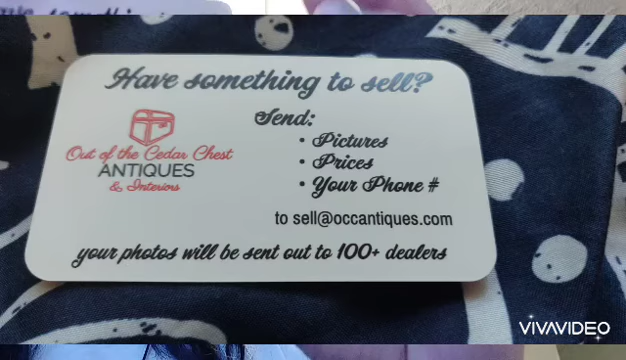 Have something to sell?
Send:
• Pictures
• Prices
• Your Phone #
to sell@occantiques.com
Out of the Cedar Chest
ANTIQUES
& Interiors
your photos will be sent out to 100+ dealers
VIVAVIDEO